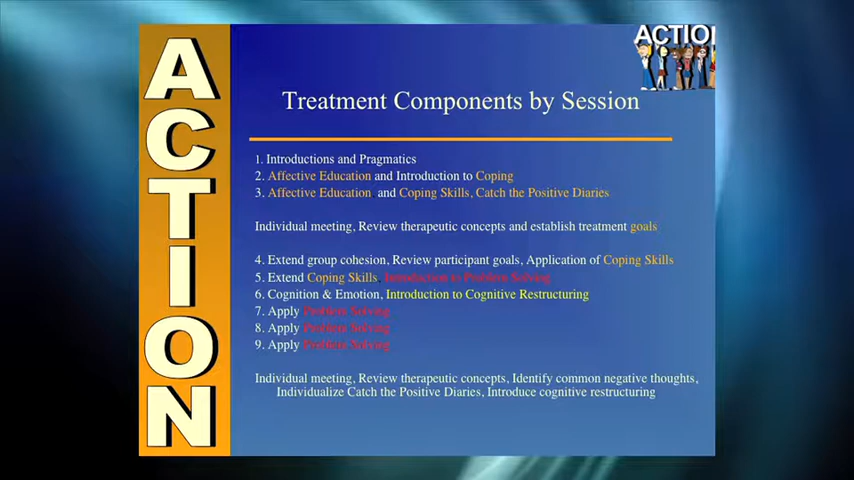 ACTION
ACTIO
Treatment Components by Session
1. Introductions and Pragmatics
2. Affective Education and Introduction to Coping
3. Affective Education, and Coping Skills, Catch the Positive Diaries
Individual meeting, Review therapeutic concepts and establish treatment goals
4. Extend group cohesion, Review participant goals, Application of Coping Skills
5. Extend Coping Skills, Introduction to Problem Solving
6. Cognition & Emotion, Introduction to Cognitive Restructuring
7. Apply Problem Solving
8. Apply Problem Solving
9. Apply Problem Solving
Individual meeting, Review therapeutic concepts, Identify common negative thoughts,
Individualize Catch the Positive Diaries, Introduce cognitive restructuring